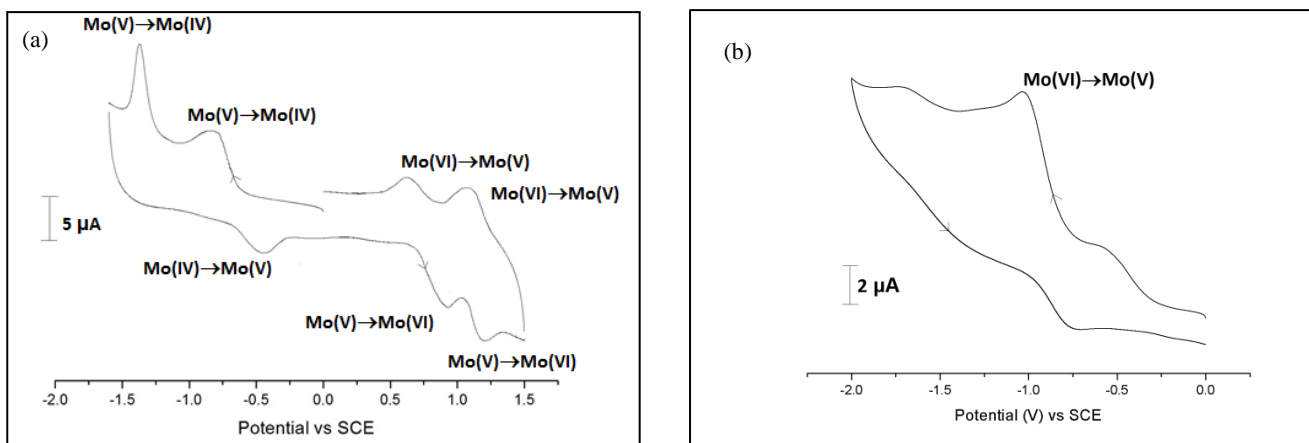 (a)
Mo(V)→Mo(IV)
Mo(V)→Mo(IV)
Mo(VI)→Mo(V)
Mo(VI)→Mo(V)
5 µA
Mo(IV)→Mo(V)
Mo(V)→Mo(VI)
Mo(V)→Mo(VI)
-2.0 -1.5 -1.0 -0.5 0.0 0.5 1.0 1.5
Potential vs SCE
(b)
Mo(VI)→Mo(V)
2 µA
-2.0 -1.5 -1.0 -0.5 0.0
Potential (V) vs SCE